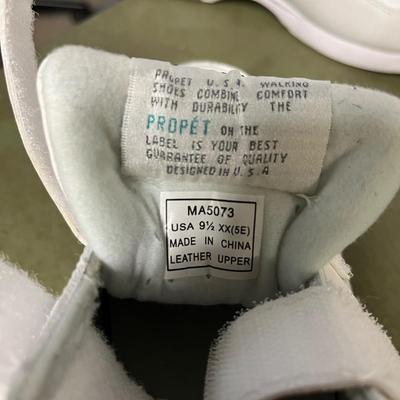 PROPET U.S.A. WALKING
SHOES COMBINE COMFORT
WITH DURABILITY THE
PROPÉT ON THE
LABEL IS YOUR BEST
GUARANTEE OF QUALITY
DESIGNED IN U.S.A
MA5073
USA 9½ XX(5E)
MADE IN CHINA
LEATHER UPPER